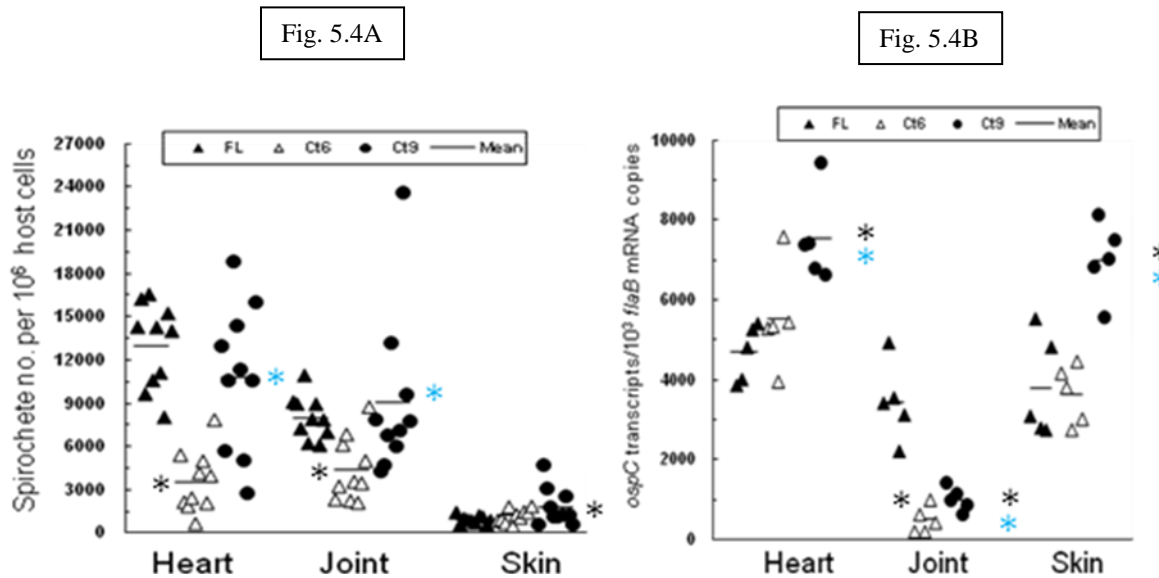 Fig. 5.4A
Fig. 5.4B
▲ FL △ Ct6 ● Ct9 — Mean
27000
24000
21000
18000
15000
12000
9000
6000
3000
0
Spirochete no. per 10⁶ host cells
* * * * *
Heart Joint Skin
▲ FL △ Ct6 ● Ct9 — Mean
10000
8000
6000
4000
2000
0
ospC transcripts/10³ flaB mRNA copies
* * * * * * *
Heart Joint Skin